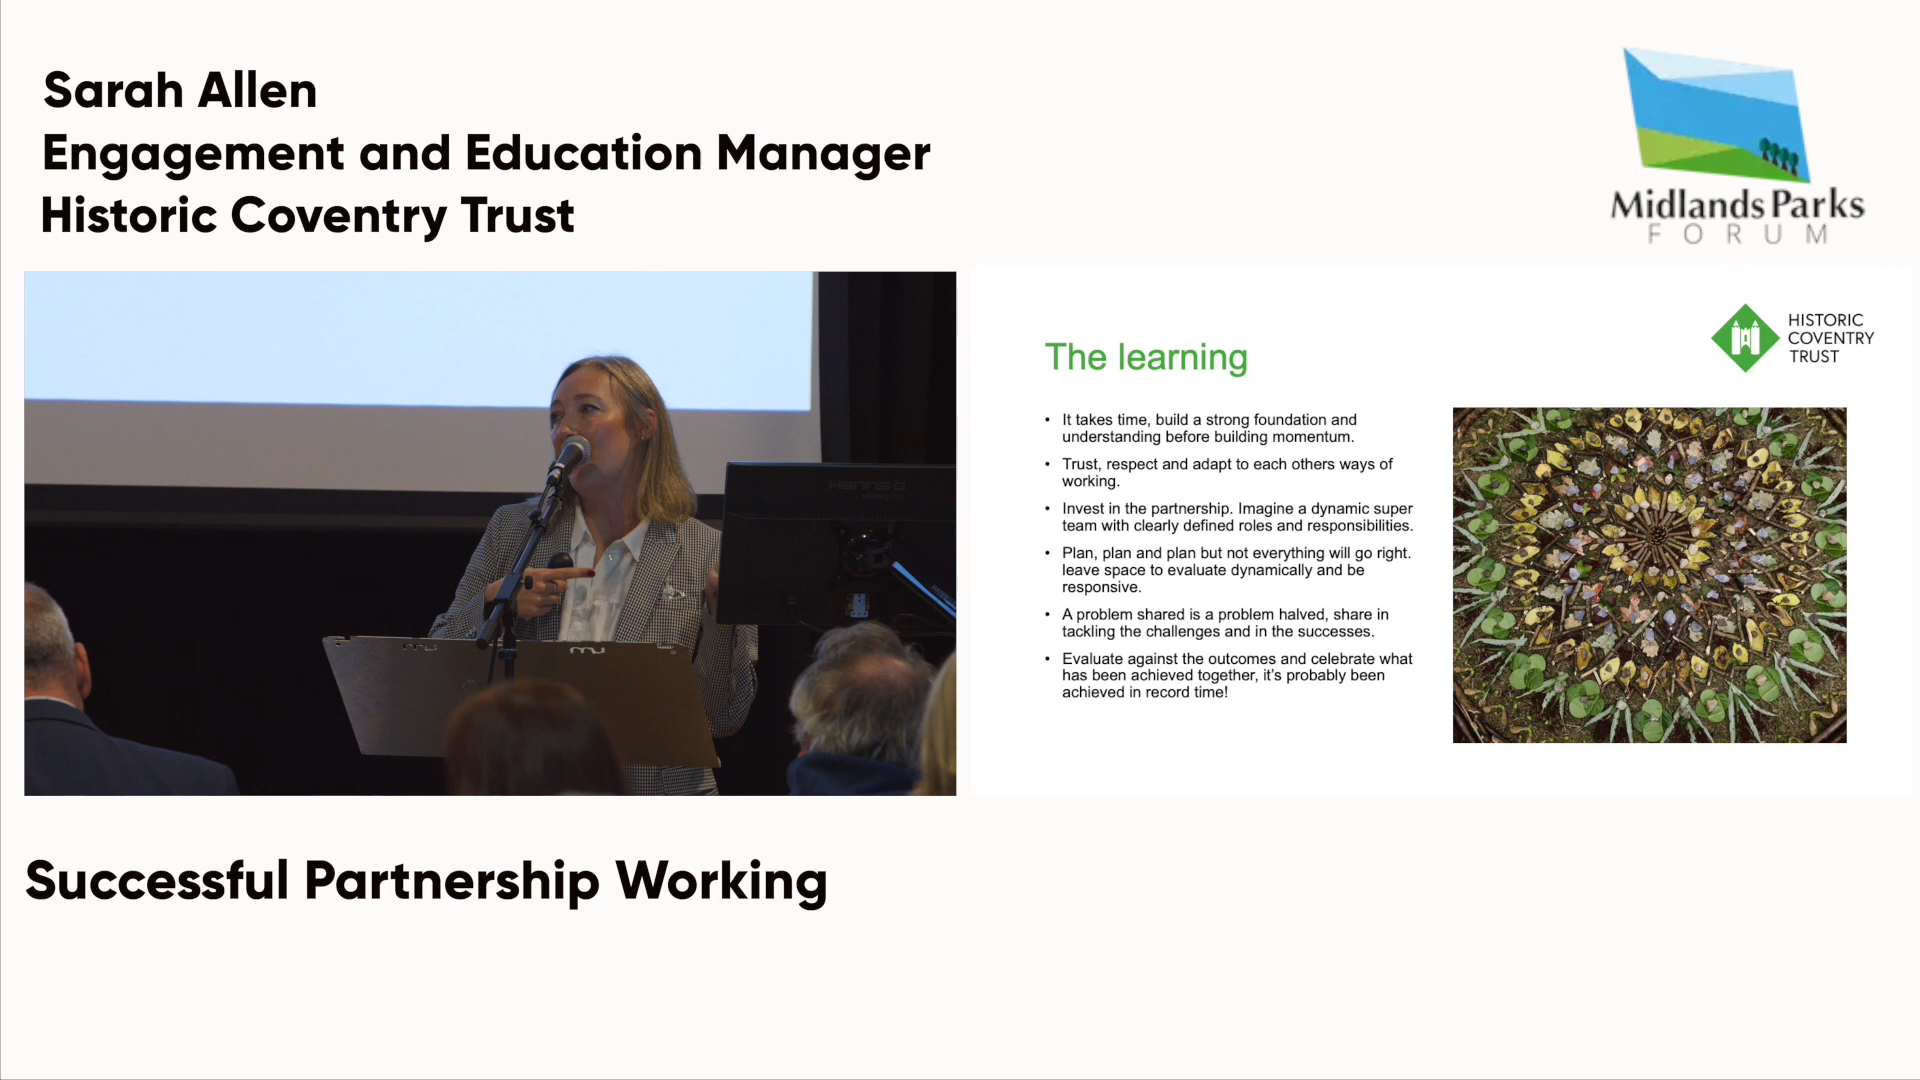 Sarah Allen
Engagement and Education Manager
Historic Coventry Trust
Midlands Parks
FORUM
HANNS-G
HISTORIC
COVENTRY
TRUST
The learning
• It takes time, build a strong foundation and
understanding before building momentum.
• Trust, respect and adapt to each others ways of
working.
• Invest in the partnership. Imagine a dynamic super
team with clearly defined roles and responsibilities.
• Plan, plan and plan but not everything will go right.
leave space to evaluate dynamically and be
responsive.
• A problem shared is a problem halved, share in
tackling the challenges and in the successes.
• Evaluate against the outcomes and celebrate what
has been achieved together, it's probably been
achieved in record time!
Successful Partnership Working